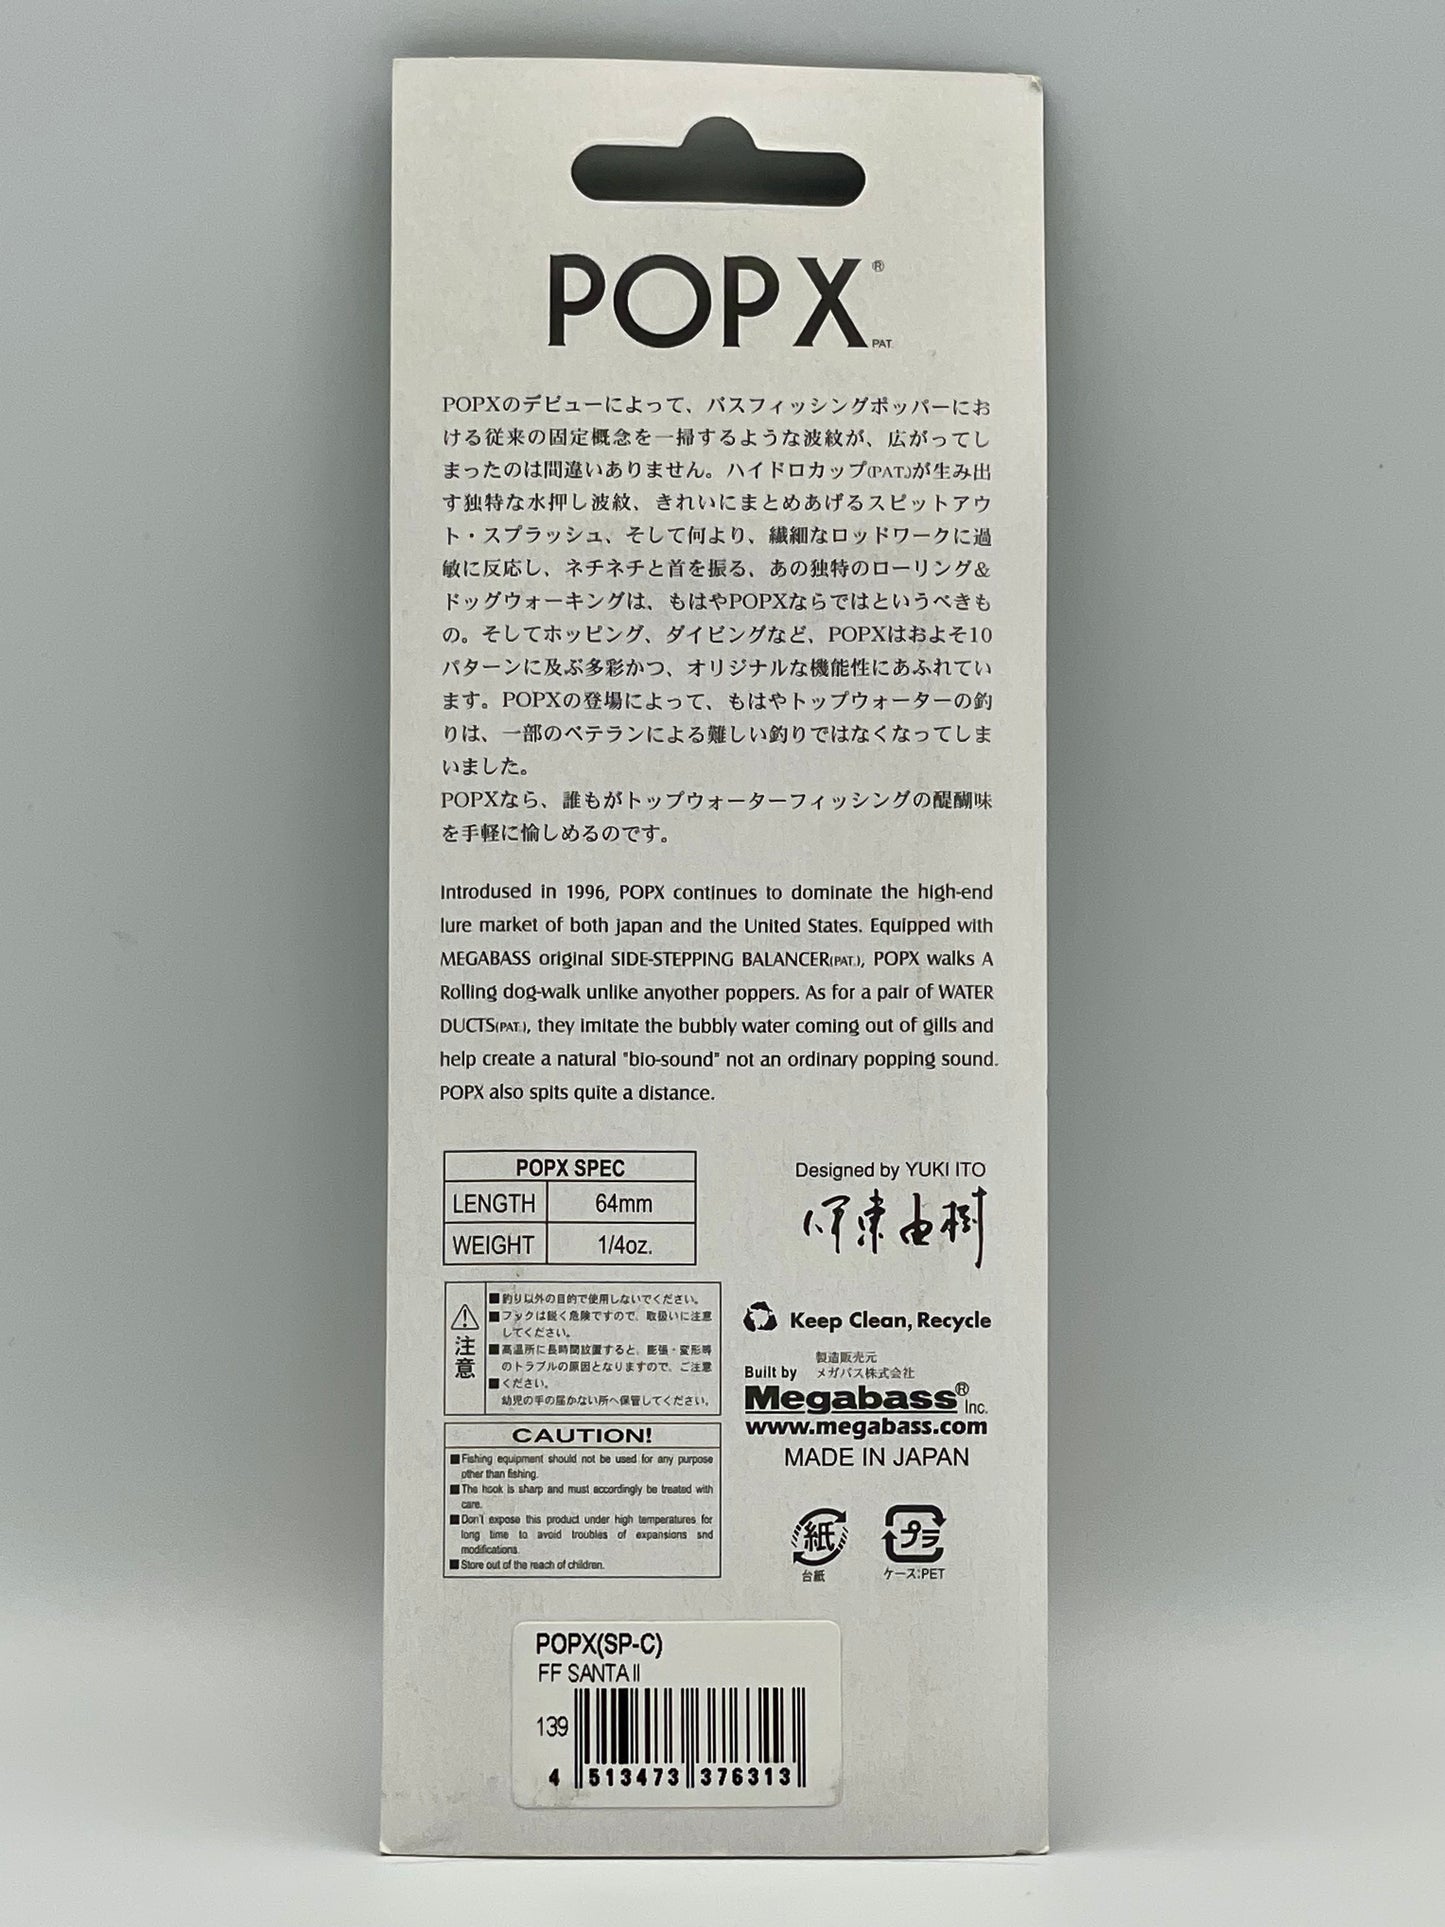 POPX®
PAT.
POPXのデビューによって、バスフィッシングポッパーにお
ける従来の固定概念を一掃するような波紋が、広がってし
まったのは間違いありません。ハイドロカップ(PAT.)が生み出
す独特な水押し波紋、きれいにまとめあげるスピットアウ
ト・スプラッシュ、そして何より、繊細なロッドワークに過
敏に反応し、ネチネチと首を振る、あの独特のローリング&
ドッグウォーキングは、もはやPOPXならではというべきも
の。そしてホッピング、ダイビングなど、POPXはおよそ10
パターンに及ぶ多彩かつ、オリジナルな機能性にあふれてい
ます。POPXの登場によって、もはやトップウォーターの釣
りは、一部のベテランによる難しい釣りではなくなってしま
いました。
POPXなら、誰もがトップウォーターフィッシングの醍醐味
を手軽に愉しめるのです。
Introdused in 1996, POPX continues to dominate the high-end
lure market of both japan and the United States. Equipped with
MEGABASS original SIDE-STEPPING BALANCER(PAT.), POPX walks A
Rolling dog-walk unlike anyother poppers. As for a pair of WATER
DUCTS(PAT.), they imitate the bubbly water coming out of gills and
help create a natural "bio-sound" not an ordinary popping sound.
POPX also spits quite a distance.
POPX SPEC
LENGTH 64mm
WEIGHT 1/4oz.
Designed by YUKI ITO
伊東由樹
注意
■釣り以外の目的で使用しないでください。
■フックは鋭く危険ですので、取扱いに注意
してください。
■高温所に長時間放置すると、膨張・変形等
のトラブルの原因となりますので、ご注意
■ください。
幼児の手の届かない所へ保管してください。
CAUTION!
■Fishing equipment should not be used for any purpose
other than fishing.
■The hook is sharp and must accordingly be treated with
care.
■Don't expose this product under high temperatures for
long time to avoid troubles of expansions snd
modifications.
■Store out of the reach of children.
Keep Clean, Recycle
製造販売元
Built by メガバス株式会社
Megabass® Inc.
www.megabass.com
MADE IN JAPAN
紙 プラ
台紙 ケース:PET
POPX(SP-C)
FF SANTA II
139
4 513473 376313